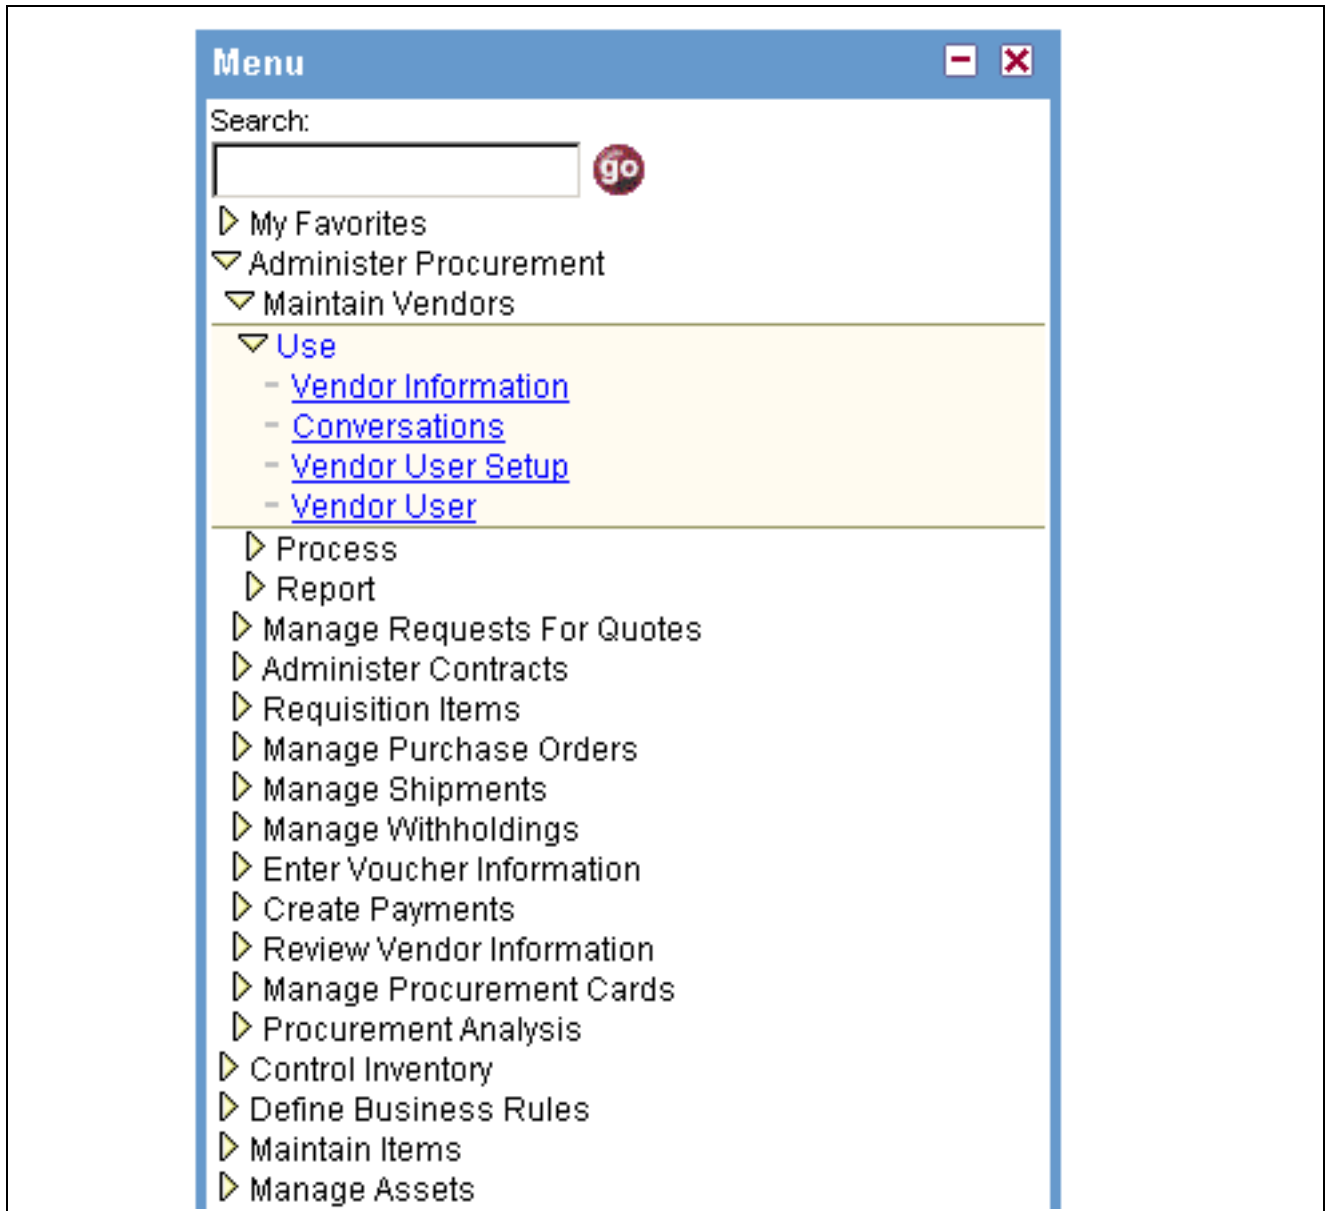 Menu
Search:
go
My Favorites
Administer Procurement
Maintain Vendors
Use
Vendor Information
Conversations
Vendor User Setup
Vendor User
Process
Report
Manage Requests For Quotes
Administer Contracts
Requisition Items
Manage Purchase Orders
Manage Shipments
Manage Withholdings
Enter Voucher Information
Create Payments
Review Vendor Information
Manage Procurement Cards
Procurement Analysis
Control Inventory
Define Business Rules
Maintain Items
Manage Assets